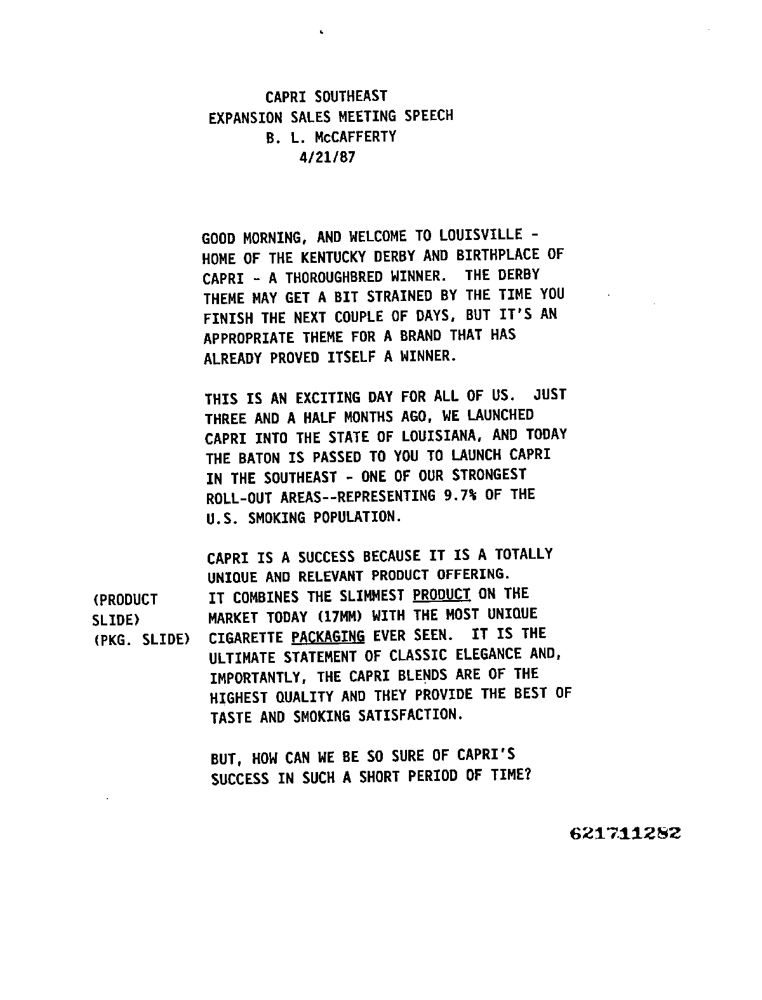 CAPRI SOUTHEAST
EXPANSION SALES MEETING SPEECH
B. L. McCAFFERTY
4/21/87
GOOD MORNING, AND WELCOME TO LOUISVILLE -
HOME OF THE KENTUCKY DERBY AND BIRTHPLACE OF
CAPRI - A THOROUGHBRED WINNER. THE DERBY
THEME MAY GET A BIT STRAINED BY THE TIME YOU
FINISH THE NEXT COUPLE OF DAYS, BUT IT'S AN
APPROPRIATE THEME FOR A BRAND THAT HAS
ALREADY PROVED ITSELF A WINNER.
THIS IS AN EXCITING DAY FOR ALL OF US. JUST
THREE AND A HALF MONTHS AGO, WE LAUNCHED
CAPRI INTO THE STATE OF LOUISIANA, AND TODAY
THE BATON IS PASSED TO YOU TO LAUNCH CAPRI
IN THE SOUTHEAST - ONE OF OUR STRONGEST
ROLL-OUT AREAS--REPRESENTING 9.7% OF THE
U.S. SMOKING POPULATION.
CAPRI IS A SUCCESS BECAUSE IT IS A TOTALLY
UNIQUE AND RELEVANT PRODUCT OFFERING.
(PRODUCT IT COMBINES THE SLIMMEST PRODUCT ON THE
SLIDE) MARKET TODAY (17MM) WITH THE MOST UNIQUE
(PKG. SLIDE) CIGARETTE PACKAGING EVER SEEN. IT IS THE
ULTIMATE STATEMENT OF CLASSIC ELEGANCE AND,
IMPORTANTLY, THE CAPRI BLENDS ARE OF THE
HIGHEST QUALITY AND THEY PROVIDE THE BEST OF
TASTE AND SMOKING SATISFACTION.
BUT, HOW CAN WE BE SO SURE OF CAPRI'S
SUCCESS IN SUCH A SHORT PERIOD OF TIME?
621711282